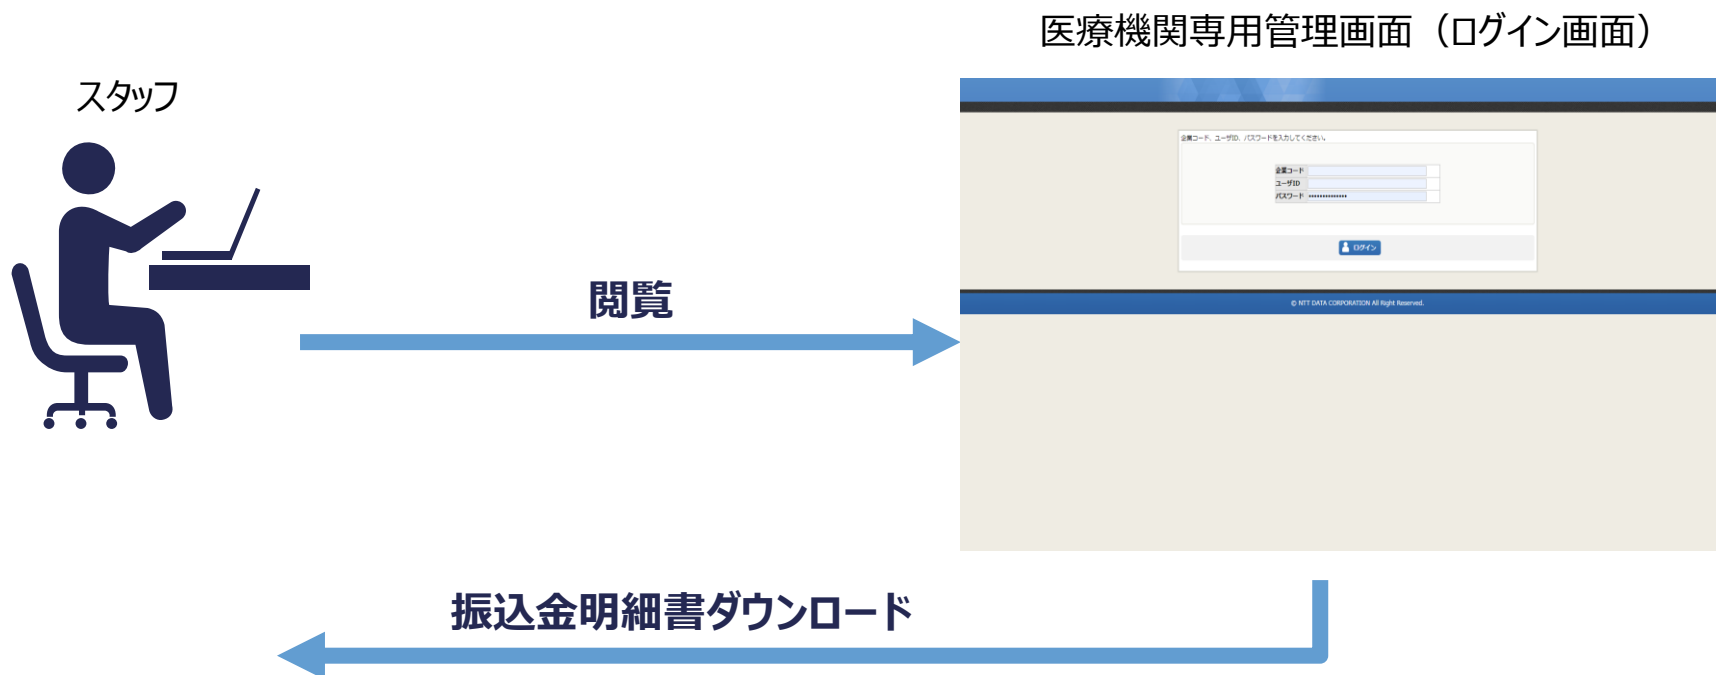 医療機関専用管理画面（ログイン画面）
スタッフ
企業コード、ユーザID、パスワードを入力してください。
企業コード
ユーザID
パスワード ••••••••••••••
ログイン
閲覧
© NTT DATA CORPORATION All Right Reserved.
振込金明細書ダウンロード